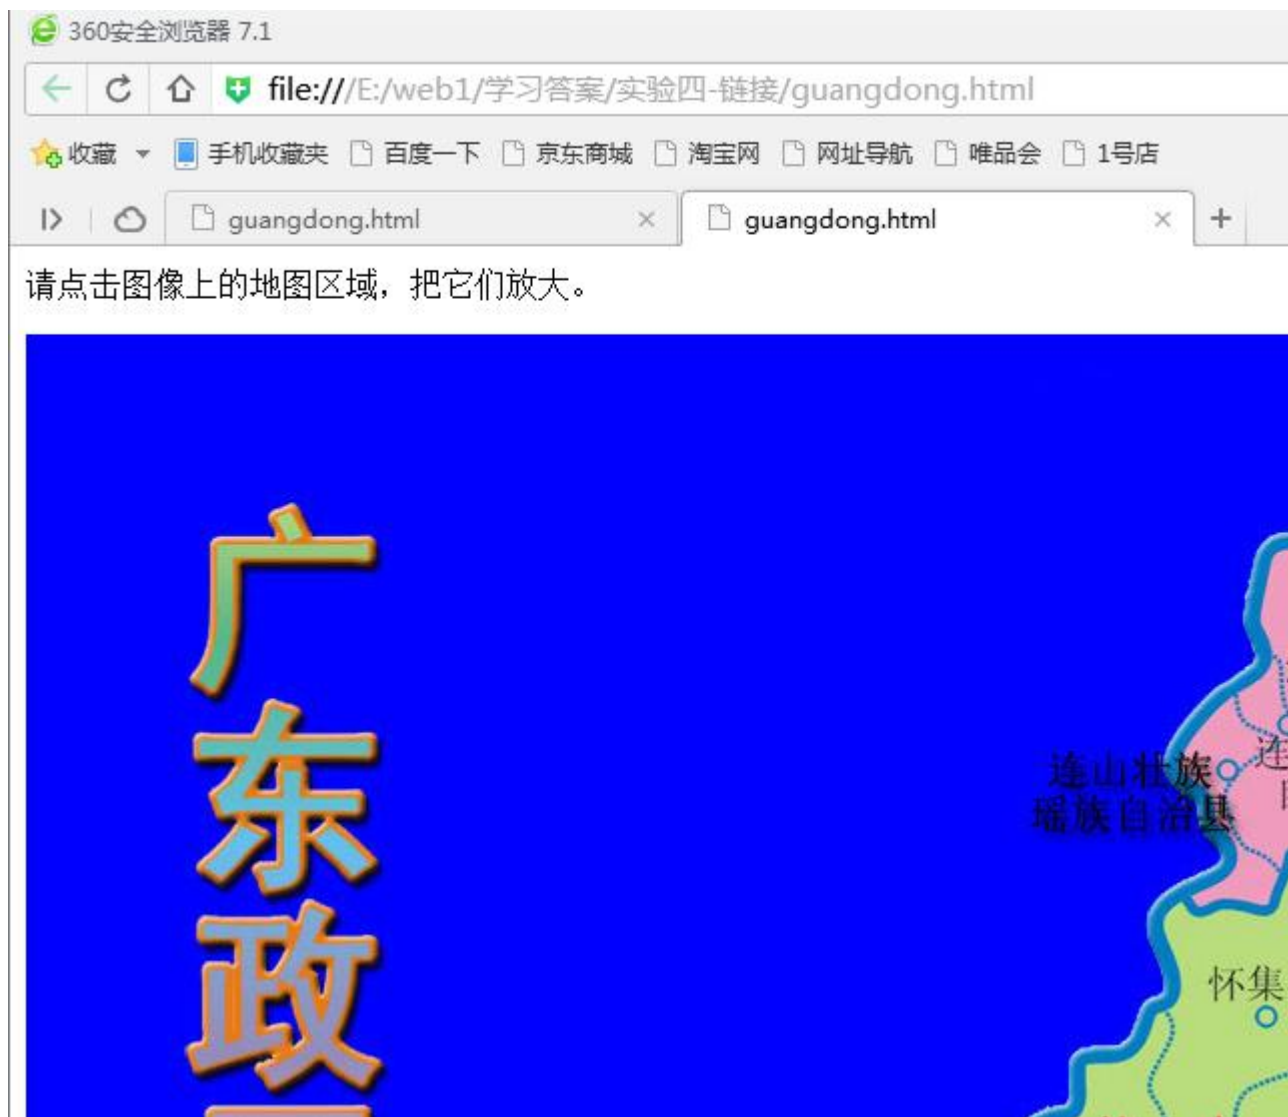 360安全浏览器 7.1
file:///E:/web1/学习答案/实验四-链接/guangdong.html
收藏 手机收藏夹 百度一下 京东商城 淘宝网 网址导航 唯品会 1号店
guangdong.html guangdong.html
请点击图像上的地图区域，把它们放大。
广
东
政
连
连山壮族
瑶族自治县
怀集